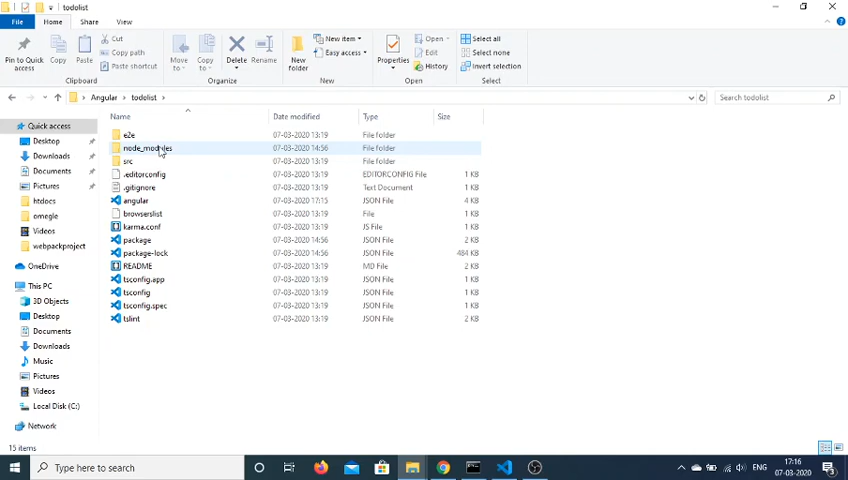 todolist
File Home Share View
Pin to Quick access
Copy
Paste
Cut
Copy path
Paste shortcut
Clipboard
Move to
Copy to
Delete
Rename
Organize
New folder
New item
Easy access
New
Properties
Open
Edit
History
Open
Select all
Select none
Invert selection
Select
Angular > todolist >
Search todolist
Name Date modified Type Size
Quick access
Desktop
Downloads
Documents
Pictures
htdocs
omegle
Videos
webpackproject
OneDrive
This PC
3D Objects
Desktop
Documents
Downloads
Music
Pictures
Videos
Local Disk (C:)
Network
e2e 07-03-2020 13:19 File folder
node_modules 07-03-2020 14:56 File folder
src 07-03-2020 13:19 File folder
.editorconfig 07-03-2020 13:19 EDITORCONFIG File 1 KB
.gitignore 07-03-2020 13:19 Text Document 1 KB
angular 07-03-2020 17:15 JSON File 4 KB
browserslist 07-03-2020 13:19 File 1 KB
karma.conf 07-03-2020 13:19 JS File 1 KB
package 07-03-2020 14:56 JSON File 2 KB
package-lock 07-03-2020 14:56 JSON File 484 KB
README 07-03-2020 13:19 MD File 2 KB
tsconfig.app 07-03-2020 13:19 JSON File 1 KB
tsconfig 07-03-2020 13:19 JSON File 1 KB
tsconfig.spec 07-03-2020 13:19 JSON File 1 KB
tslint 07-03-2020 13:19 JSON File 2 KB
15 items
Type here to search
ENG
17:16
07-03-2020
3